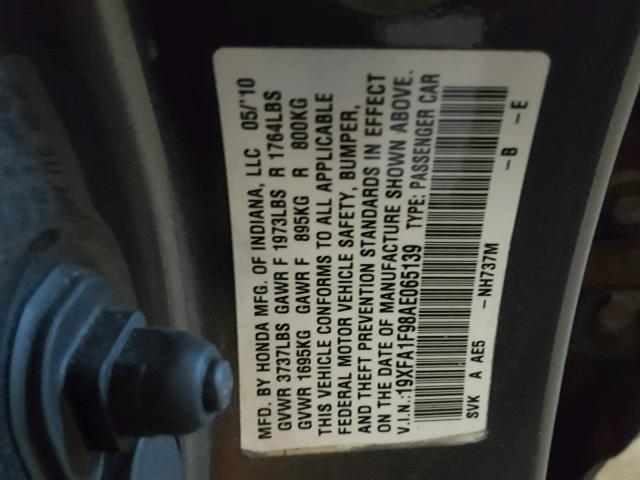 MFD. BY HONDA MFG. OF INDIANA, LLC 05/'10
GVWR 3737LBS GAWR F 1973LBS R 1764LBS
GVWR 1695KG GAWR F 895KG R 800KG
THIS VEHICLE CONFORMS TO ALL APPLICABLE
FEDERAL MOTOR VEHICLE SAFETY, BUMPER,
AND THEFT PREVENTION STANDARDS IN EFFECT
ON THE DATE OF MANUFACTURE SHOWN ABOVE.
V.I.N.:19XFA1F98AE065139 TYPE: PASSENGER CAR
NH737M -B -E
SVK A AE5